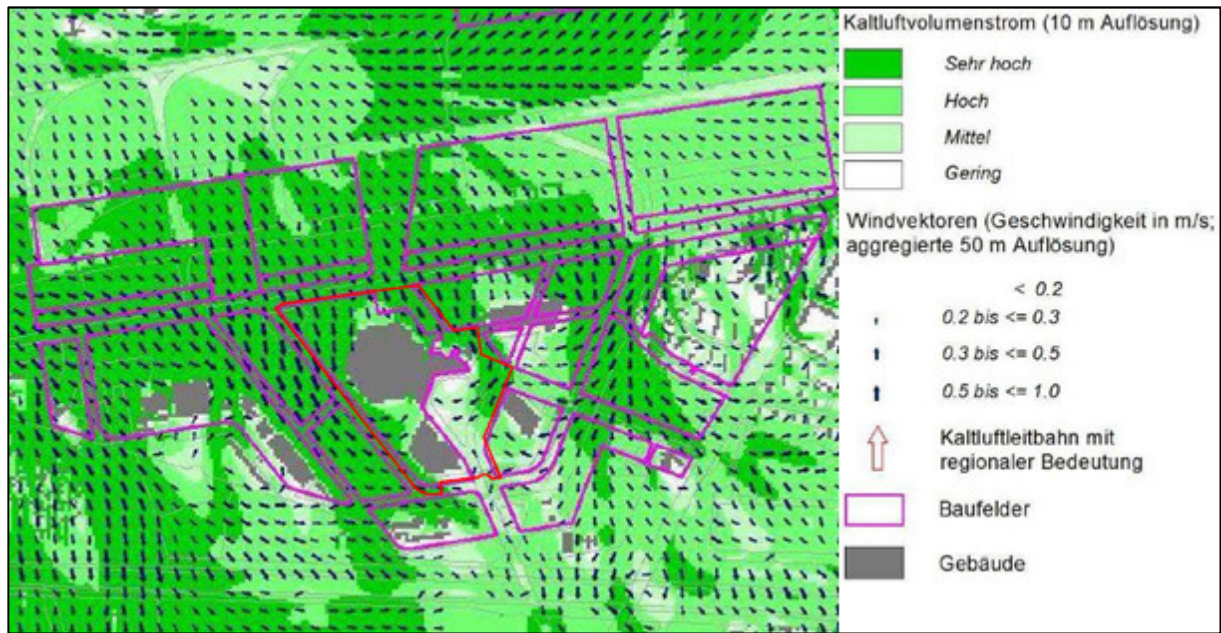 Kaltluftvolumenstrom (10 m Auflösung)
Sehr hoch
Hoch
Mittel
Gering
Windvektoren (Geschwindigkeit in m/s;
aggregierte 50 m Auflösung)
< 0.2
0.2 bis <= 0.3
0.3 bis <= 0.5
0.5 bis <= 1.0
Kaltluftleitbahn mit
regionaler Bedeutung
Baufelder
Gebäude